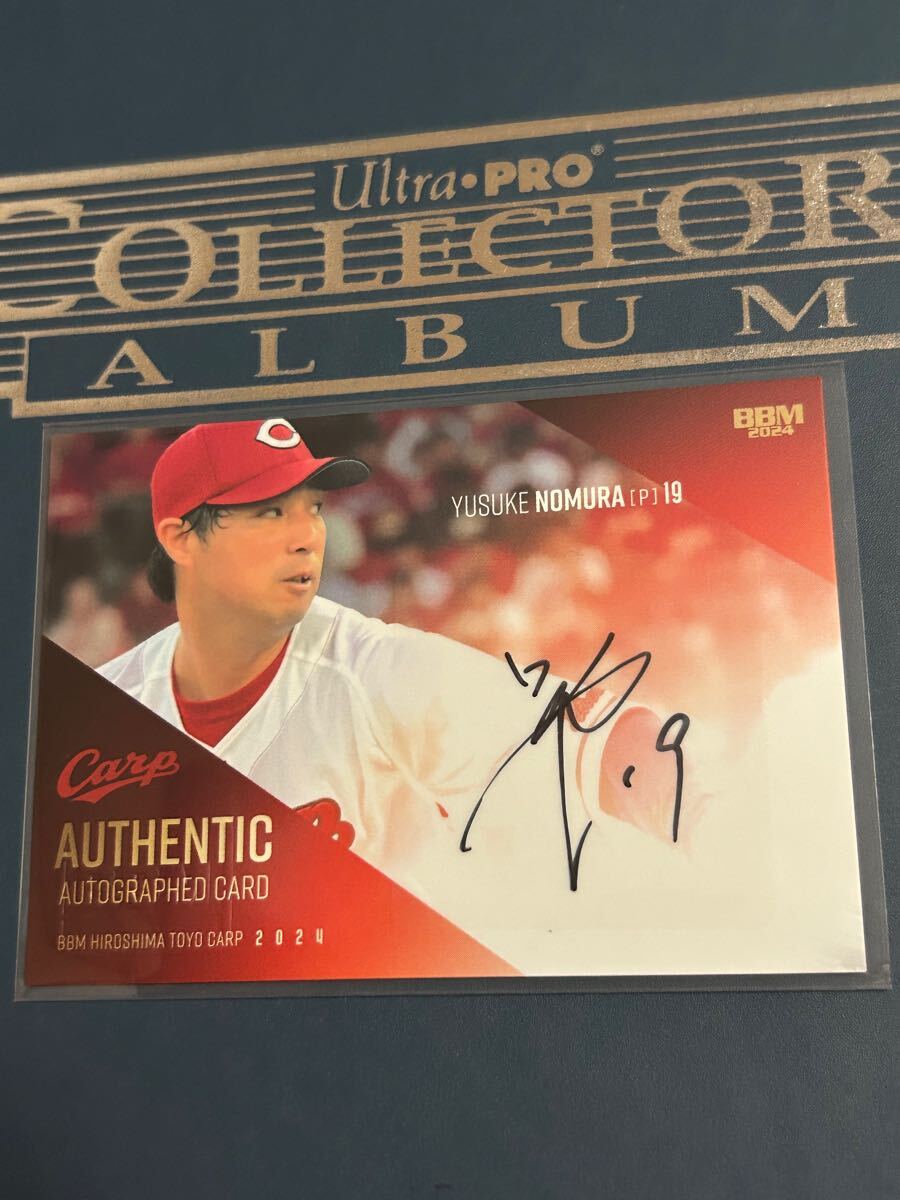 Ultra•PRO®
COLLECTOR
ALBUM
BBM
2024
YUSUKE NOMURA [P] 19
Carp
AUTHENTIC
AUTOGRAPHED CARD
BBM HIROSHIMA TOYO CARP 2024